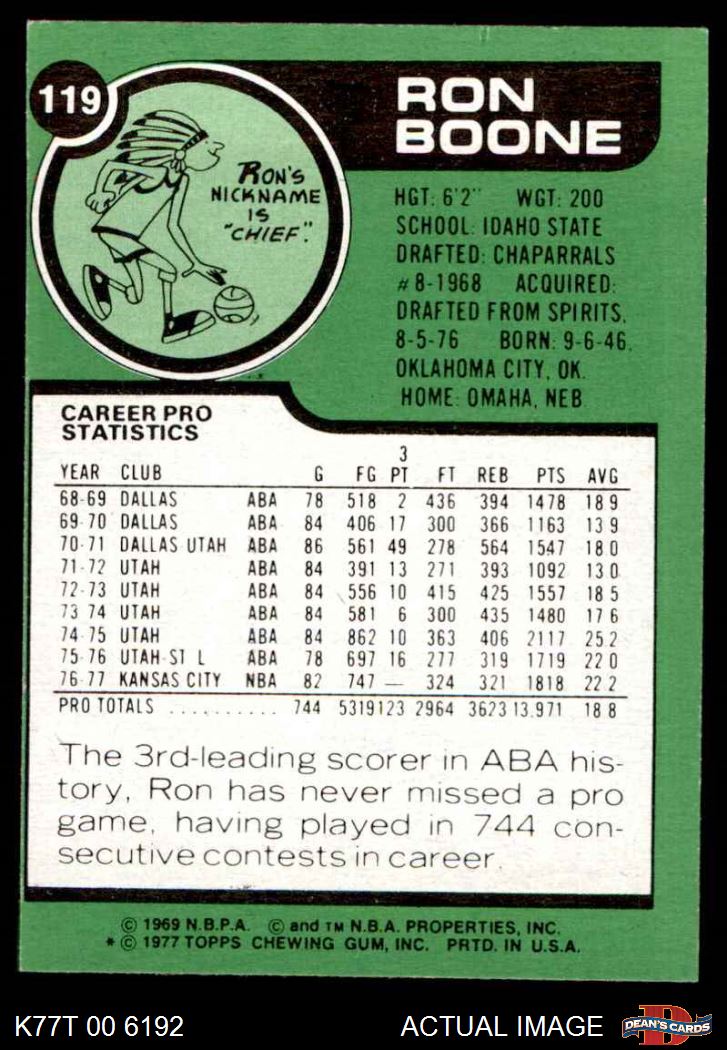 119
RON
BOONE
RON'S
NICKNAME
IS
"CHIEF".
HGT: 6'2" WGT: 200
SCHOOL: IDAHO STATE
DRAFTED: CHAPARRALS
#8-1968 ACQUIRED:
DRAFTED FROM SPIRITS,
8-5-76 BORN: 9-6-46,
OKLAHOMA CITY, OK.
HOME: OMAHA, NEB
CAREER PRO
STATISTICS
3
YEAR CLUB G FG PT FT REB PTS AVG
68-69 DALLAS ABA 78 518 2 436 394 1478 18 9
69-70 DALLAS ABA 84 406 17 300 366 1163 13 9
70-71 DALLAS UTAH ABA 86 561 49 278 564 1547 18 0
71-72 UTAH ABA 84 391 13 271 393 1092 13 0
72-73 UTAH ABA 84 556 10 415 425 1557 18 5
73 74 UTAH ABA 84 581 6 300 435 1480 17 6
74-75 UTAH ABA 84 862 10 363 406 2117 25 2
75-76 UTAH-ST L ABA 78 697 16 277 319 1719 22 0
76-77 KANSAS CITY NBA 82 747 — 324 321 1818 22 2
PRO TOTALS .......... 744 5319 123 2964 3623 13,971 18 8
The 3rd-leading scorer in ABA his-
tory, Ron has never missed a pro
game, having played in 744 con-
secutive contests in career.
© 1969 N.B.P.A. © and TM N.B.A. PROPERTIES, INC.
* © 1977 TOPPS CHEWING GUM, INC. PRTD. IN U.S.A.
K77T 00 6192 ACTUAL IMAGE
D
DEAN'S CARDS